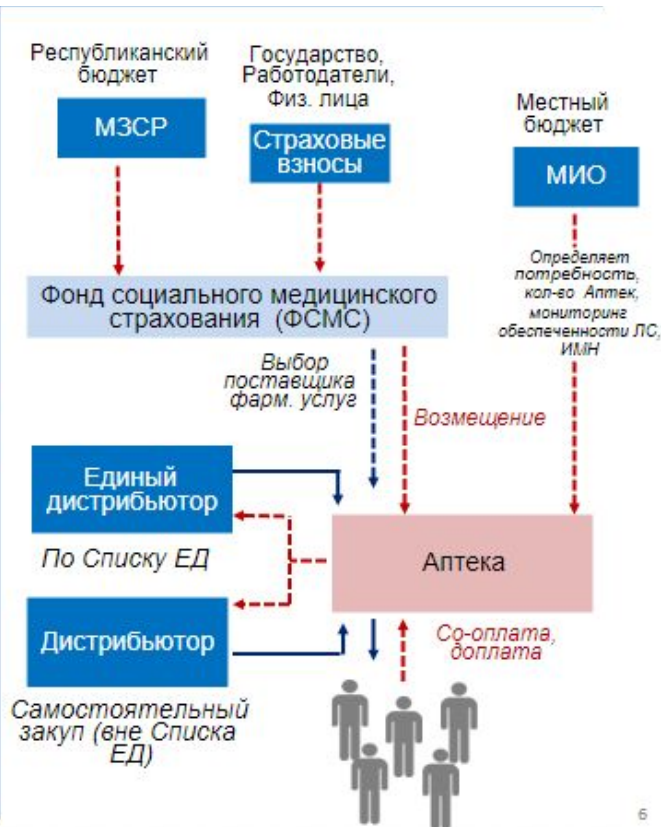 Республиканский
бюджет
МЗСР
Государство,
Работодатели,
Физ. лица
Страховые
взносы
Местный
бюджет
МИО
Определяет
потребность,
кол-во Аптек,
мониторинг
обеспеченности ЛС,
ИМН
Фонд социального медицинского
страхования (ФСМС)
Выбор
поставщика
фарм. услуг
Возмещение
Единый
дистрибьютор
По Списку ЕД
Аптека
Дистрибьютор
Со-оплата,
доплата
Самостоятельный
закуп (вне Списка
ЕД)
6